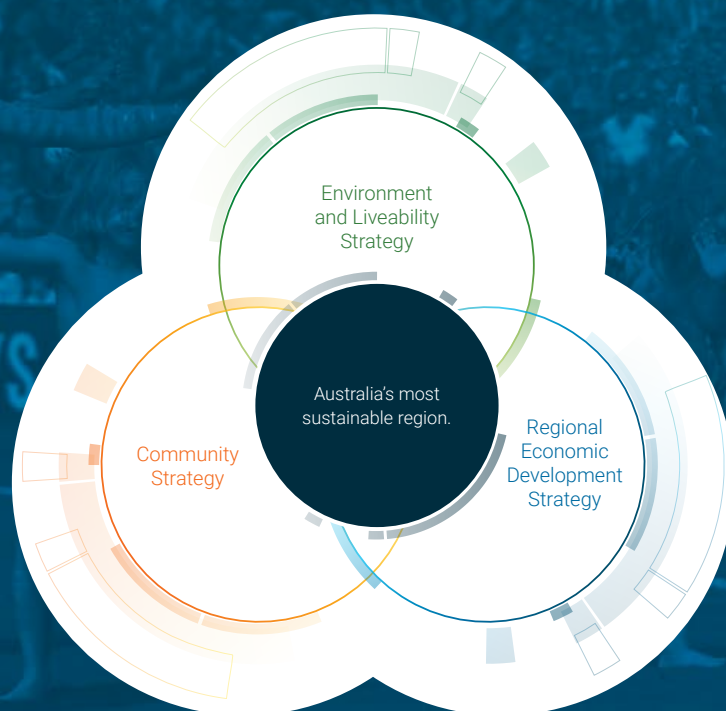 Environment
and Liveability
Strategy
Australia's most
sustainable region.
Community
Strategy
Regional
Economic
Development
Strategy